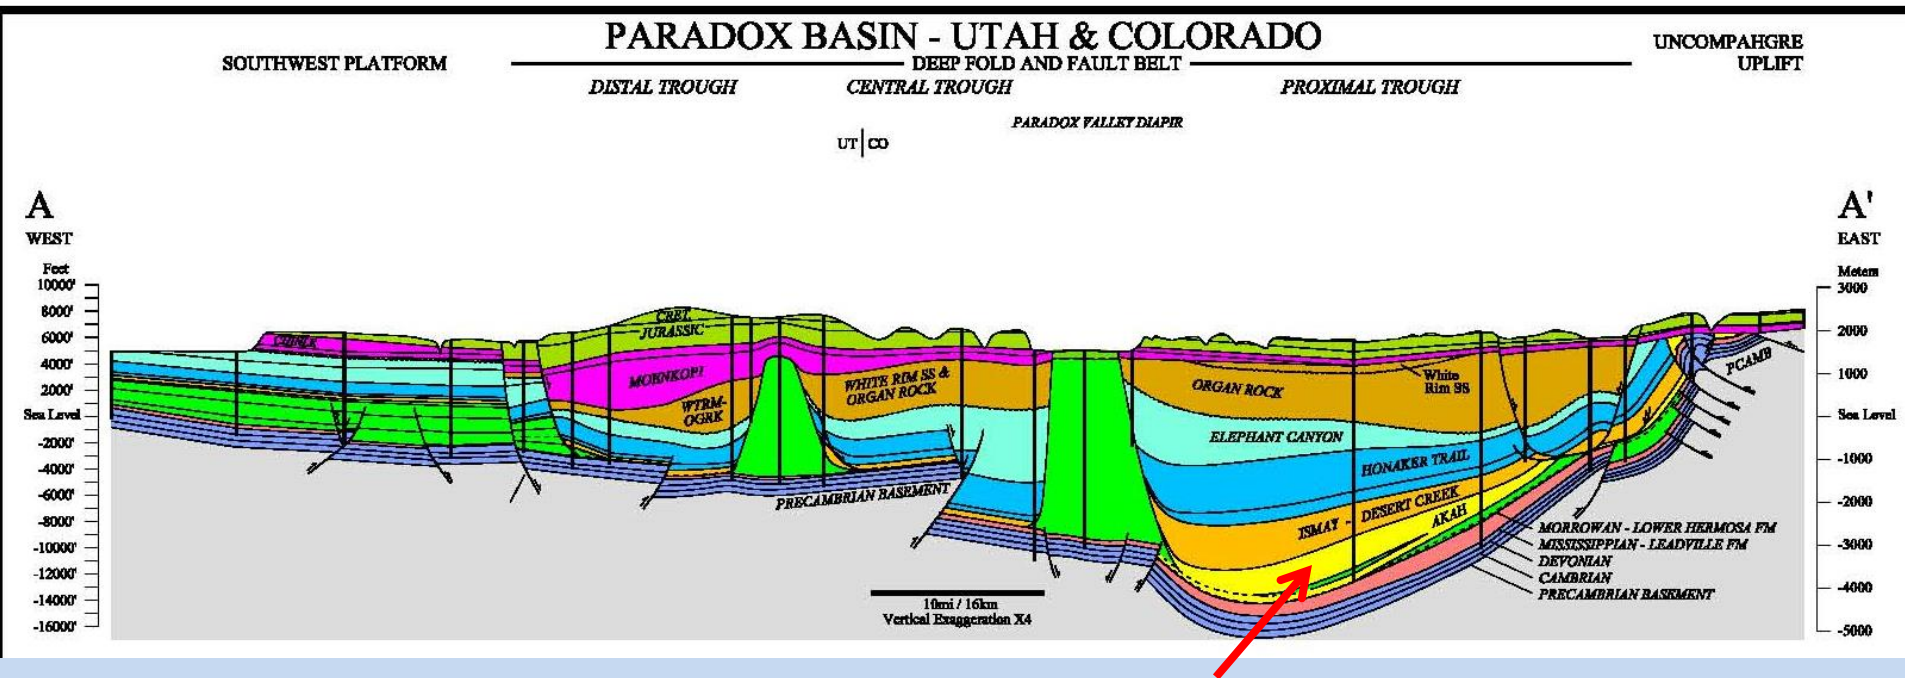 PARADOX BASIN - UTAH & COLORADO
SOUTHWEST PLATFORM
DEEP FOLD AND FAULT BELT
UNCOMPAHGRE
UPLIFT
DISTAL TROUGH
CENTRAL TROUGH
PROXIMAL TROUGH
PARADOX VALLEY DIAPIR
UT CO
A
WEST
A'
EAST
Feet
10000'
8000'
6000'
4000'
2000'
Sea Level
-2000'
-4000'
-6000'
-8000'
-10000'
-12000'
-14000'
-16000'
Meters
3000
2000
1000
Sea Level
-1000
-2000
-3000
-4000
-5000
CRET.
JURASSIC
MOENKOPI
WTRM-
OGRK
WHITE RIM SS &
ORGAN ROCK
ORGAN ROCK
White
Rim SS
PCAMB
ELEPHANT CANYON
HONAKER TRAIL
ISMAY - DESERT CREEK
AKAH
PRECAMBRIAN BASEMENT
MORROWAN - LOWER HERMOSA FM
MISSISSIPPIAN - LEADVILLE FM
DEVONIAN
CAMBRIAN
PRECAMBRIAN BASEMENT
10mi / 16km
Vertical Exaggeration X4